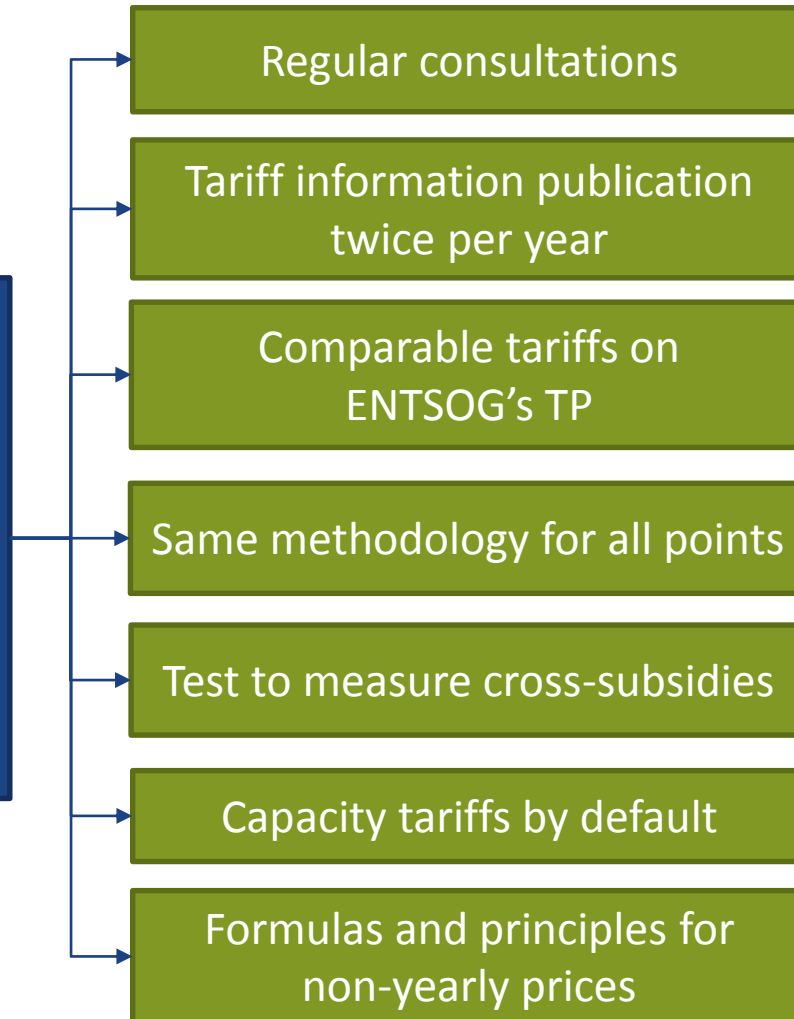 Regular consultations
Tariff information publication
twice per year
Comparable tariffs on
ENTSOG’s TP
Same methodology for all points
Test to measure cross-subsidies
Capacity tariffs by default
Formulas and principles for
non-yearly prices